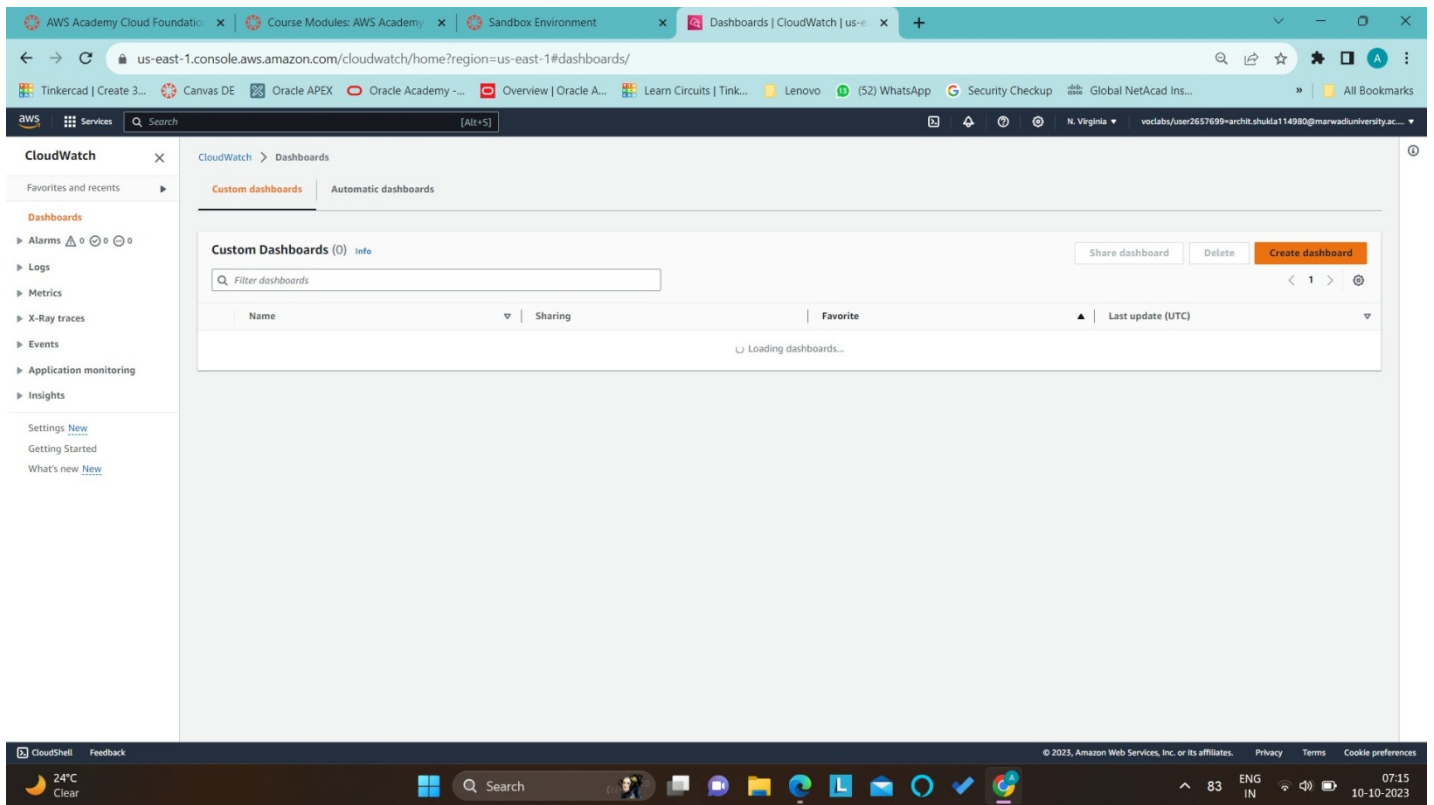 AWS Academy Cloud Foundatio
Course Modules: AWS Academy
Sandbox Environment
Dashboards | CloudWatch | us-e
us-east-1.console.aws.amazon.com/cloudwatch/home?region=us-east-1#dashboards/
A
Tinkercad | Create 3...
Canvas DE
Oracle APEX
Oracle Academy -...
Overview | Oracle A...
Learn Circuits | Tink...
Lenovo
(52) WhatsApp
Security Checkup
Global NetAcad Ins...
»
All Bookmarks
aws
Services
Search
[Alt+S]
N. Virginia
voclabs/user2657699=archit.shukla114980@marwadiuniversity.ac....
CloudWatch
Favorites and recents
Dashboards
Alarms 0 0 0
Logs
Metrics
X-Ray traces
Events
Application monitoring
Insights
Settings New
Getting Started
What's new New
CloudWatch > Dashboards
Custom dashboards
Automatic dashboards
Custom Dashboards (0) Info
Share dashboard
Delete
Create dashboard
Filter dashboards
< 1 >
Name
Sharing
Favorite
Last update (UTC)
Loading dashboards...
CloudShell
Feedback
© 2023, Amazon Web Services, Inc. or its affiliates.
Privacy
Terms
Cookie preferences
24°C
Clear
Search
L
A
83
ENG
IN
07:15
10-10-2023